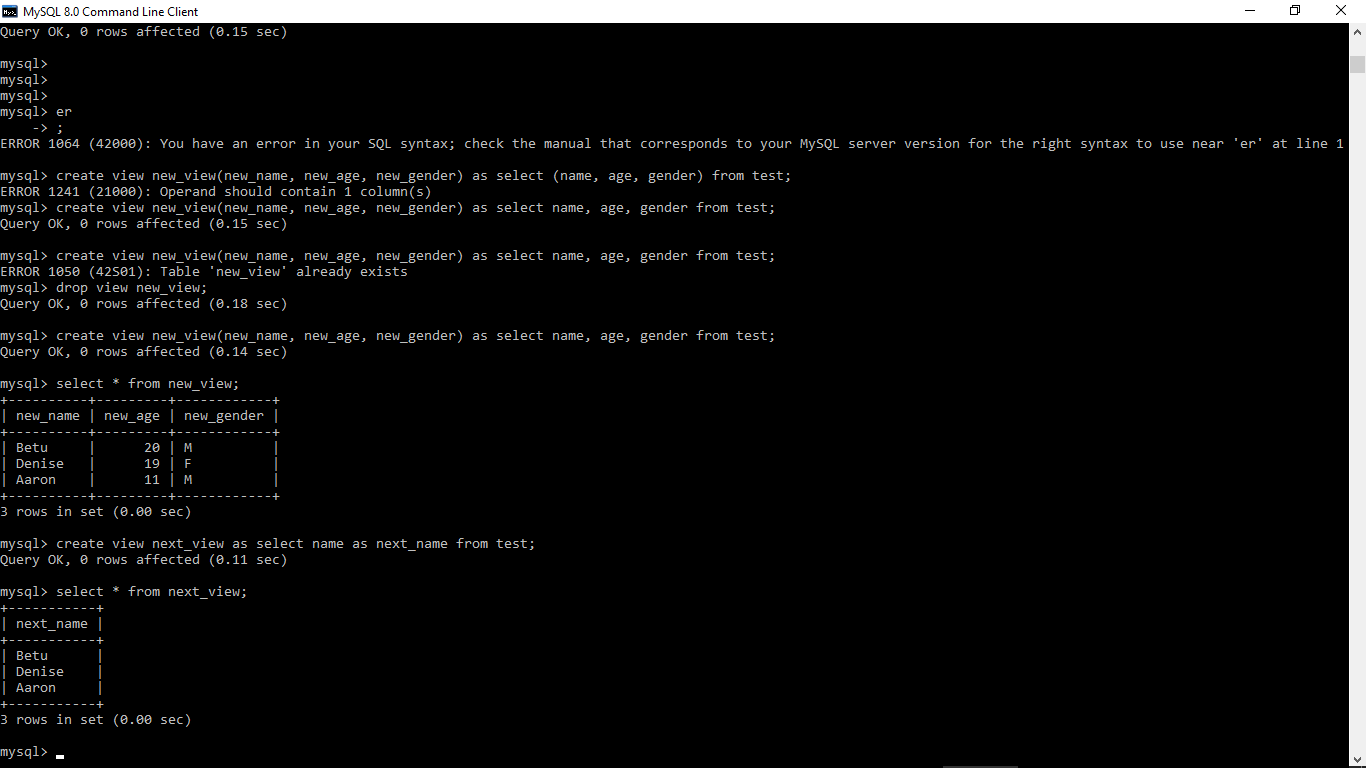 MySQL 8.0 Command Line Client
Query OK, 0 rows affected (0.15 sec)
mysql>
mysql>
mysql>
mysql> er
    -> ;
ERROR 1064 (42000): You have an error in your SQL syntax; check the manual that corresponds to your MySQL server version for the right syntax to use near 'er' at line 1
mysql> create view new_view(new_name, new_age, new_gender) as select (name, age, gender) from test;
ERROR 1241 (21000): Operand should contain 1 column(s)
mysql> create view new_view(new_name, new_age, new_gender) as select name, age, gender from test;
Query OK, 0 rows affected (0.15 sec)
mysql> create view new_view(new_name, new_age, new_gender) as select name, age, gender from test;
ERROR 1050 (42S01): Table 'new_view' already exists
mysql> drop view new_view;
Query OK, 0 rows affected (0.18 sec)
mysql> create view new_view(new_name, new_age, new_gender) as select name, age, gender from test;
Query OK, 0 rows affected (0.14 sec)
mysql> select * from new_view;
+----------+---------+------------+
| new_name | new_age | new_gender |
+----------+---------+------------+
| Betu     |      20 | M          |
| Denise   |      19 | F          |
| Aaron    |      11 | M          |
+----------+---------+------------+
3 rows in set (0.00 sec)
mysql> create view next_view as select name as next_name from test;
Query OK, 0 rows affected (0.11 sec)
mysql> select * from next_view;
+-----------+
| next_name |
+-----------+
| Betu      |
| Denise    |
| Aaron     |
+-----------+
3 rows in set (0.00 sec)
mysql>